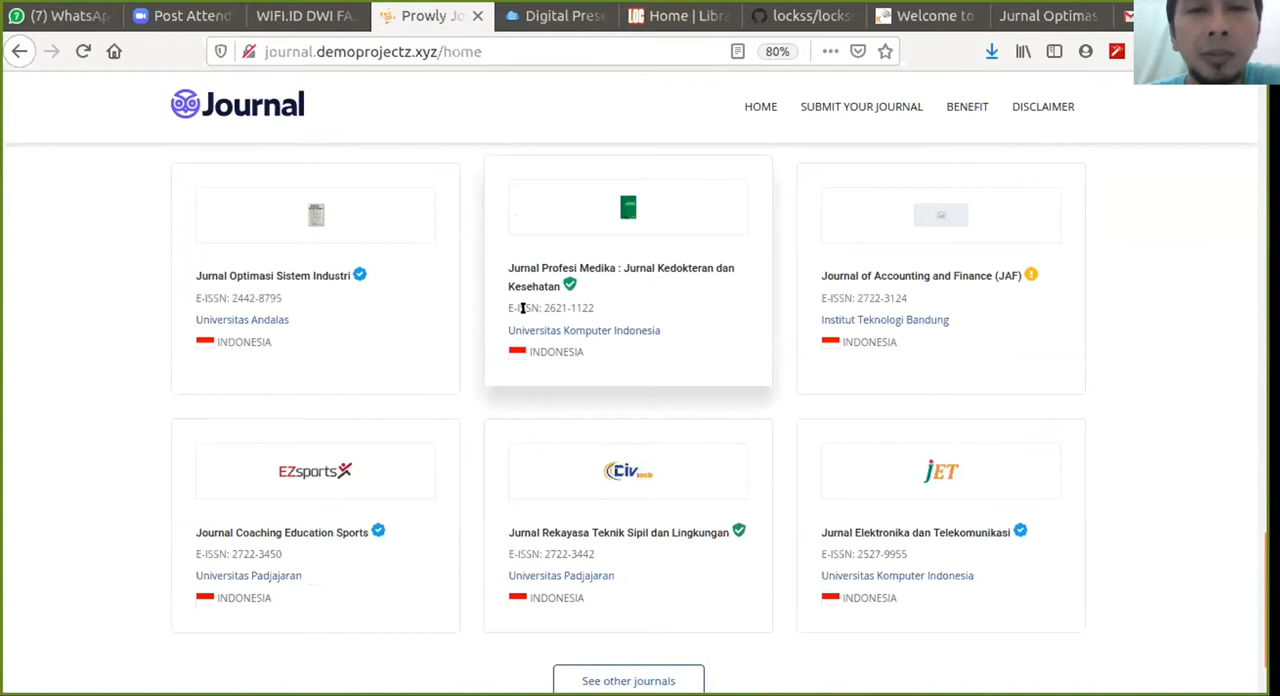 (7) WhatsAp
Post Attend
WIFI.ID DWI FA
Prowly Jo
Digital Prese
LOC Home | Libra
lockss/locks
Welcome to
Jurnal Optimas
journal.demoprojectz.xyz/home
80%
Journal
HOME
SUBMIT YOUR JOURNAL
BENEFIT
DISCLAIMER
Jurnal Optimasi Sistem Industri
E-ISSN: 2442-8795
Universitas Andalas
INDONESIA
Jurnal Profesi Medika : Jurnal Kedokteran dan
Kesehatan
E-ISSN: 2621-1122
Universitas Komputer Indonesia
INDONESIA
Journal of Accounting and Finance (JAF)
E-ISSN: 2722-3124
Institut Teknologi Bandung
INDONESIA
EZsports
Journal Coaching Education Sports
E-ISSN: 2722-3450
Universitas Padjajaran
INDONESIA
Civtech
Jurnal Rekayasa Teknik Sipil dan Lingkungan
E-ISSN: 2722-3442
Universitas Padjajaran
INDONESIA
jET
Jurnal Elektronika dan Telekomunikasi
E-ISSN: 2527-9955
Universitas Komputer Indonesia
INDONESIA
See other journals